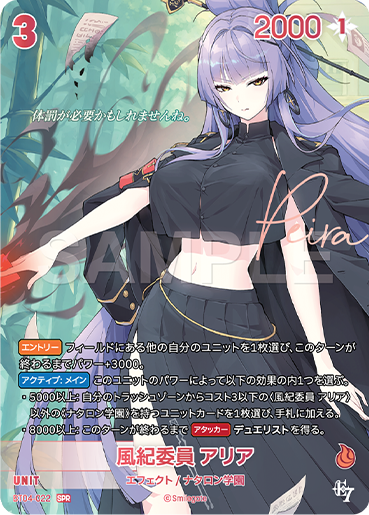 3
2000 1
体罰が必要かもしれませんね。
Peira
SAMPLE
エントリー フィールドにある他の自分のユニットを1枚選び、このターンが
終わるまでパワー+3000。
アクティブ:メイン このユニットのパワーによって以下の効果の内1つを選ぶ。
・5000以上:自分のトラッシュゾーンからコスト3以下の〈風紀委員 アリア〉
以外の《ナタロン学園》を持つユニットカードを1枚選び、手札に加える。
・8000以上:このターンが終わるまで アタッカー デュエリストを得る。
風紀委員 アリア
UNIT
エフェクト / ナタロン学園
SPR
©Smilegate
E7